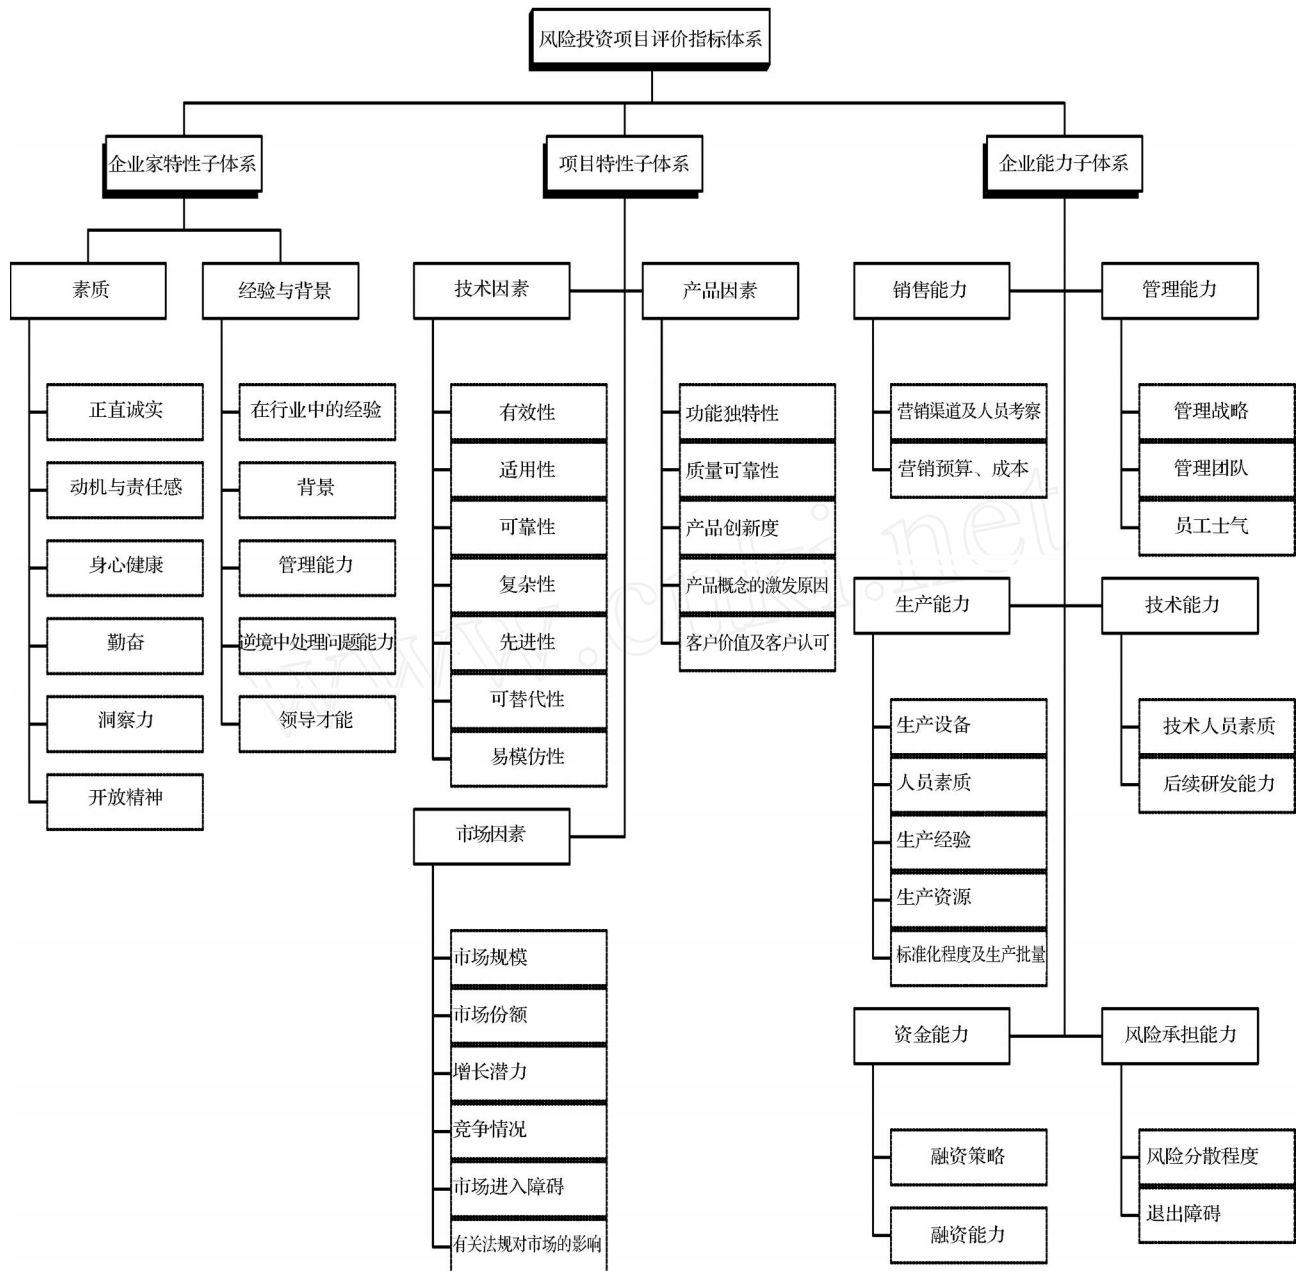 风险投资项目评价指标体系
企业家特性子体系
项目特性子体系
企业能力子体系
素质
经验与背景
技术因素
产品因素
销售能力
管理能力
正直诚实
动机与责任感
身心健康
勤奋
洞察力
开放精神
在行业中的经验
背景
管理能力
逆境中处理问题能力
领导才能
有效性
适用性
可靠性
复杂性
先进性
可替代性
易模仿性
功能独特性
质量可靠性
产品创新度
产品概念的激发原因
客户价值及客户认可
市场因素
市场规模
市场份额
增长潜力
竞争情况
市场进入障碍
有关法规对市场的影响
营销渠道及人员考察
营销预算、成本
管理战略
管理团队
员工士气
生产能力
技术能力
生产设备
人员素质
生产经验
生产资源
标准化程度及生产批量
技术人员素质
后续研发能力
资金能力
风险承担能力
融资策略
融资能力
风险分散程度
退出障碍
www.cnki.net